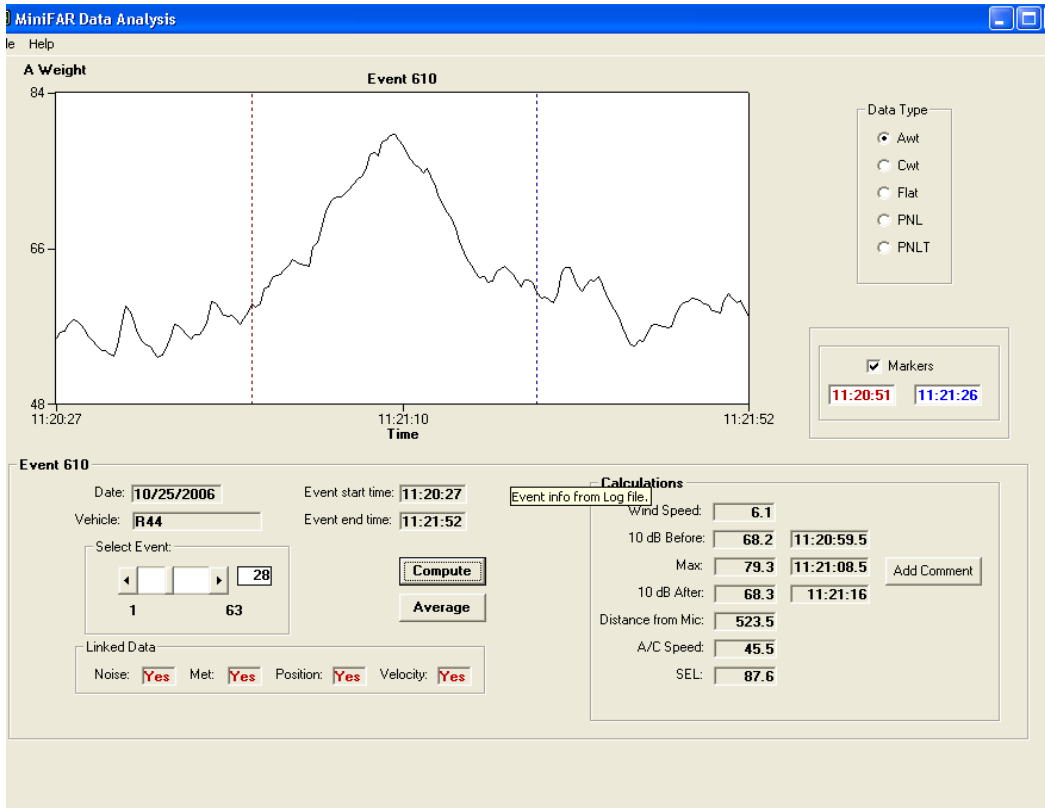 MiniFAR Data Analysis
le Help
A Weight
Event 610
84
66
48
11:20:27 11:21:10 11:21:52
Time
Data Type
Awt
Cwt
Flat
PNL
PNLT
Markers
11:20:51 11:21:26
Event 610
Date: 10/25/2006 Event start time: 11:20:27
Vehicle: R44 Event end time: 11:21:52
Select Event:
28
1 63
Compute
Average
Linked Data
Noise: Yes Met: Yes Position: Yes Velocity: Yes
Event info from Log file.
Calculations
Wind Speed: 6.1
10 dB Before: 68.2 11:20:59.5
Max: 79.3 11:21:08.5
10 dB After: 68.3 11:21:16
Distance from Mic: 523.5
A/C Speed: 45.5
SEL: 87.6
Add Comment